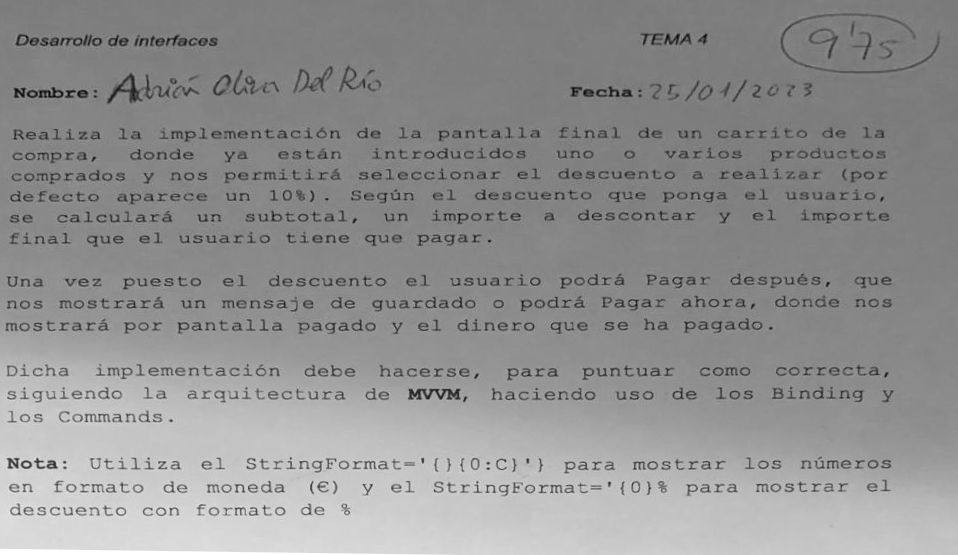 Desarrollo de interfaces TEMA 4 9'75
Nombre: Adrián Oliva Del Río Fecha: 25/01/2023
Realiza la implementación de la pantalla final de un carrito de la
compra, donde ya están introducidos uno o varios productos
comprados y nos permitirá seleccionar el descuento a realizar (por
defecto aparece un 10%). Según el descuento que ponga el usuario,
se calculará un subtotal, un importe a descontar y el importe
final que el usuario tiene que pagar.
Una vez puesto el descuento el usuario podrá Pagar después, que
nos mostrará un mensaje de guardado o podrá Pagar ahora, donde nos
mostrará por pantalla pagado y el dinero que se ha pagado.
Dicha implementación debe hacerse, para puntuar como correcta,
siguiendo la arquitectura de MVVM, haciendo uso de los Binding y
los Commands.
Nota: Utiliza el StringFormat='{}{0:C}'} para mostrar los números
en formato de moneda (€) y el StringFormat='{0}% para mostrar el
descuento con formato de %